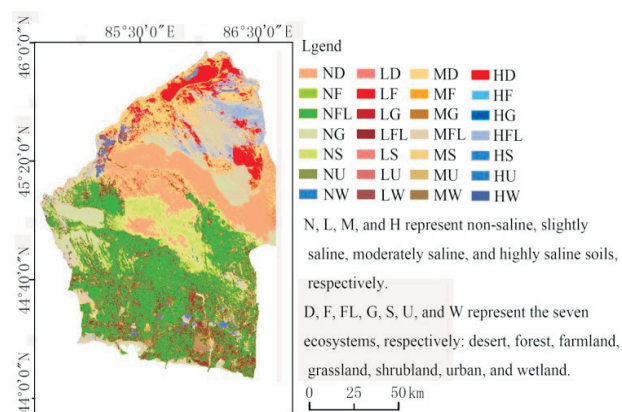 85°30′0″E 86°30′0″E
46°0′0″N
45°20′0″N
44°40′0″N
44°0′0″N
Lgend
ND LD MD HD
NF LF MF HF
NFL LG MG HG
NG LFL MFL HFL
NS LS MS HS
NU LU MU HU
NW LW MW HW
N, L, M, and H represent non-saline, slightly
saline, moderately saline, and highly saline soils,
respectively.
D, F, FL, G, S, U, and W represent the seven
ecosystems, respectively: desert, forest, farmland,
grassland, shrubland, urban, and wetland.
0 25 50 km